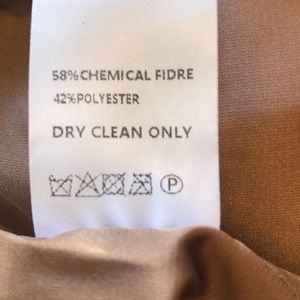 58%CHEMICAL FIDRE
42%POLYESTER
DRY CLEAN ONLY
P